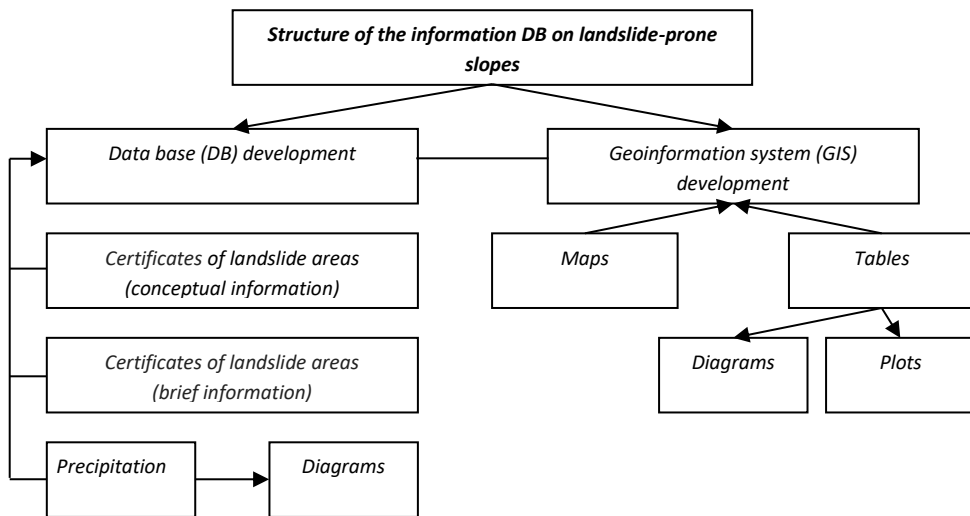 Structure of the information DB on landslide-prone
slopes
Data base (DB) development
Geoinformation system (GIS)
development
Certificates of landslide areas
(conceptual information)
Maps
Tables
Certificates of landslide areas
(brief information)
Diagrams
Plots
Precipitation
Diagrams